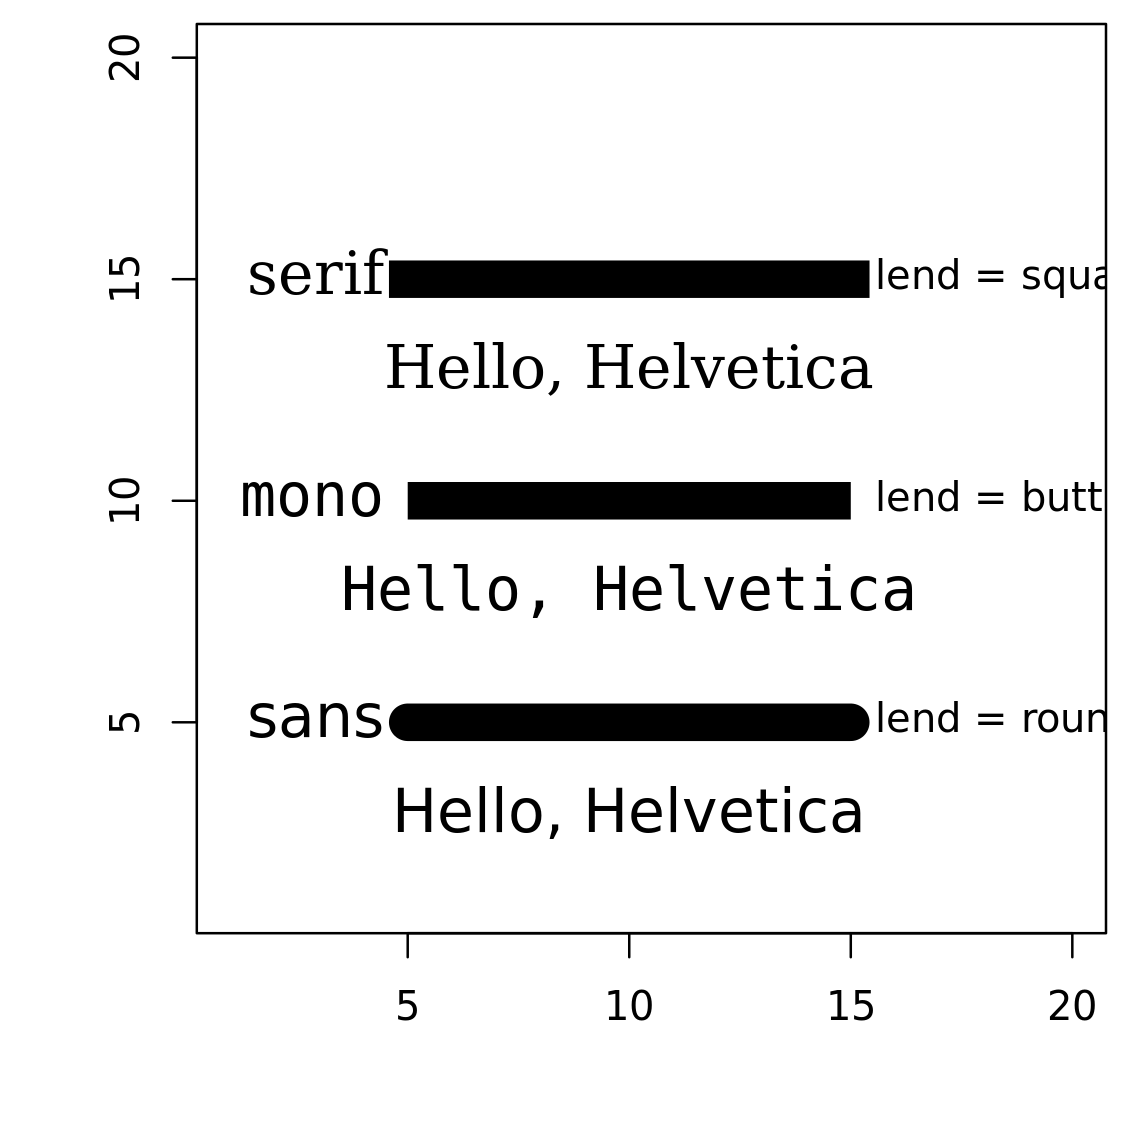 20
15
serif lend = squa
Hello, Helvetica
10
mono lend = butt
Hello, Helvetica
5
sans lend = roun
Hello, Helvetica
5 10 15 20